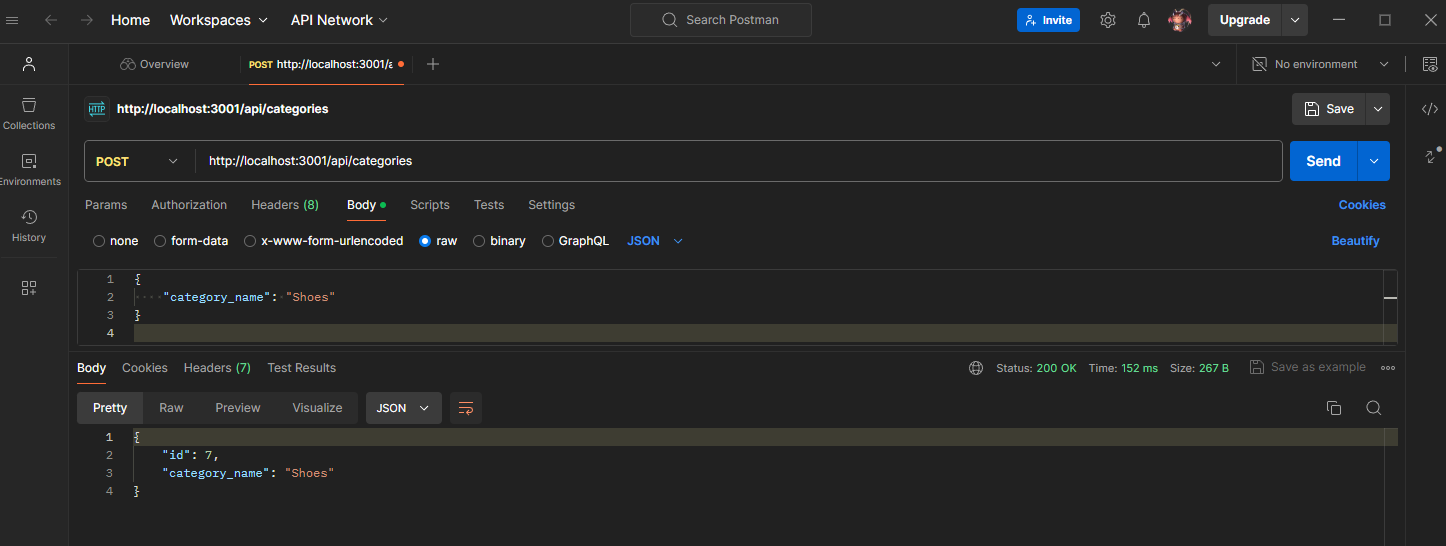 Home Workspaces API Network Search Postman Invite Upgrade
Overview POST http://localhost:3001/a No environment
HTTP http://localhost:3001/api/categories Save
POST http://localhost:3001/api/categories Send
Params Authorization Headers (8) Body Scripts Tests Settings Cookies
none form-data x-www-form-urlencoded raw binary GraphQL JSON Beautify
1 {
2 "category_name": "Shoes"
3 }
4
Body Cookies Headers (7) Test Results Status: 200 OK Time: 152 ms Size: 267 B Save as example
Pretty Raw Preview Visualize JSON
1 {
2 "id": 7,
3 "category_name": "Shoes"
4 }
Collections
Environments
History